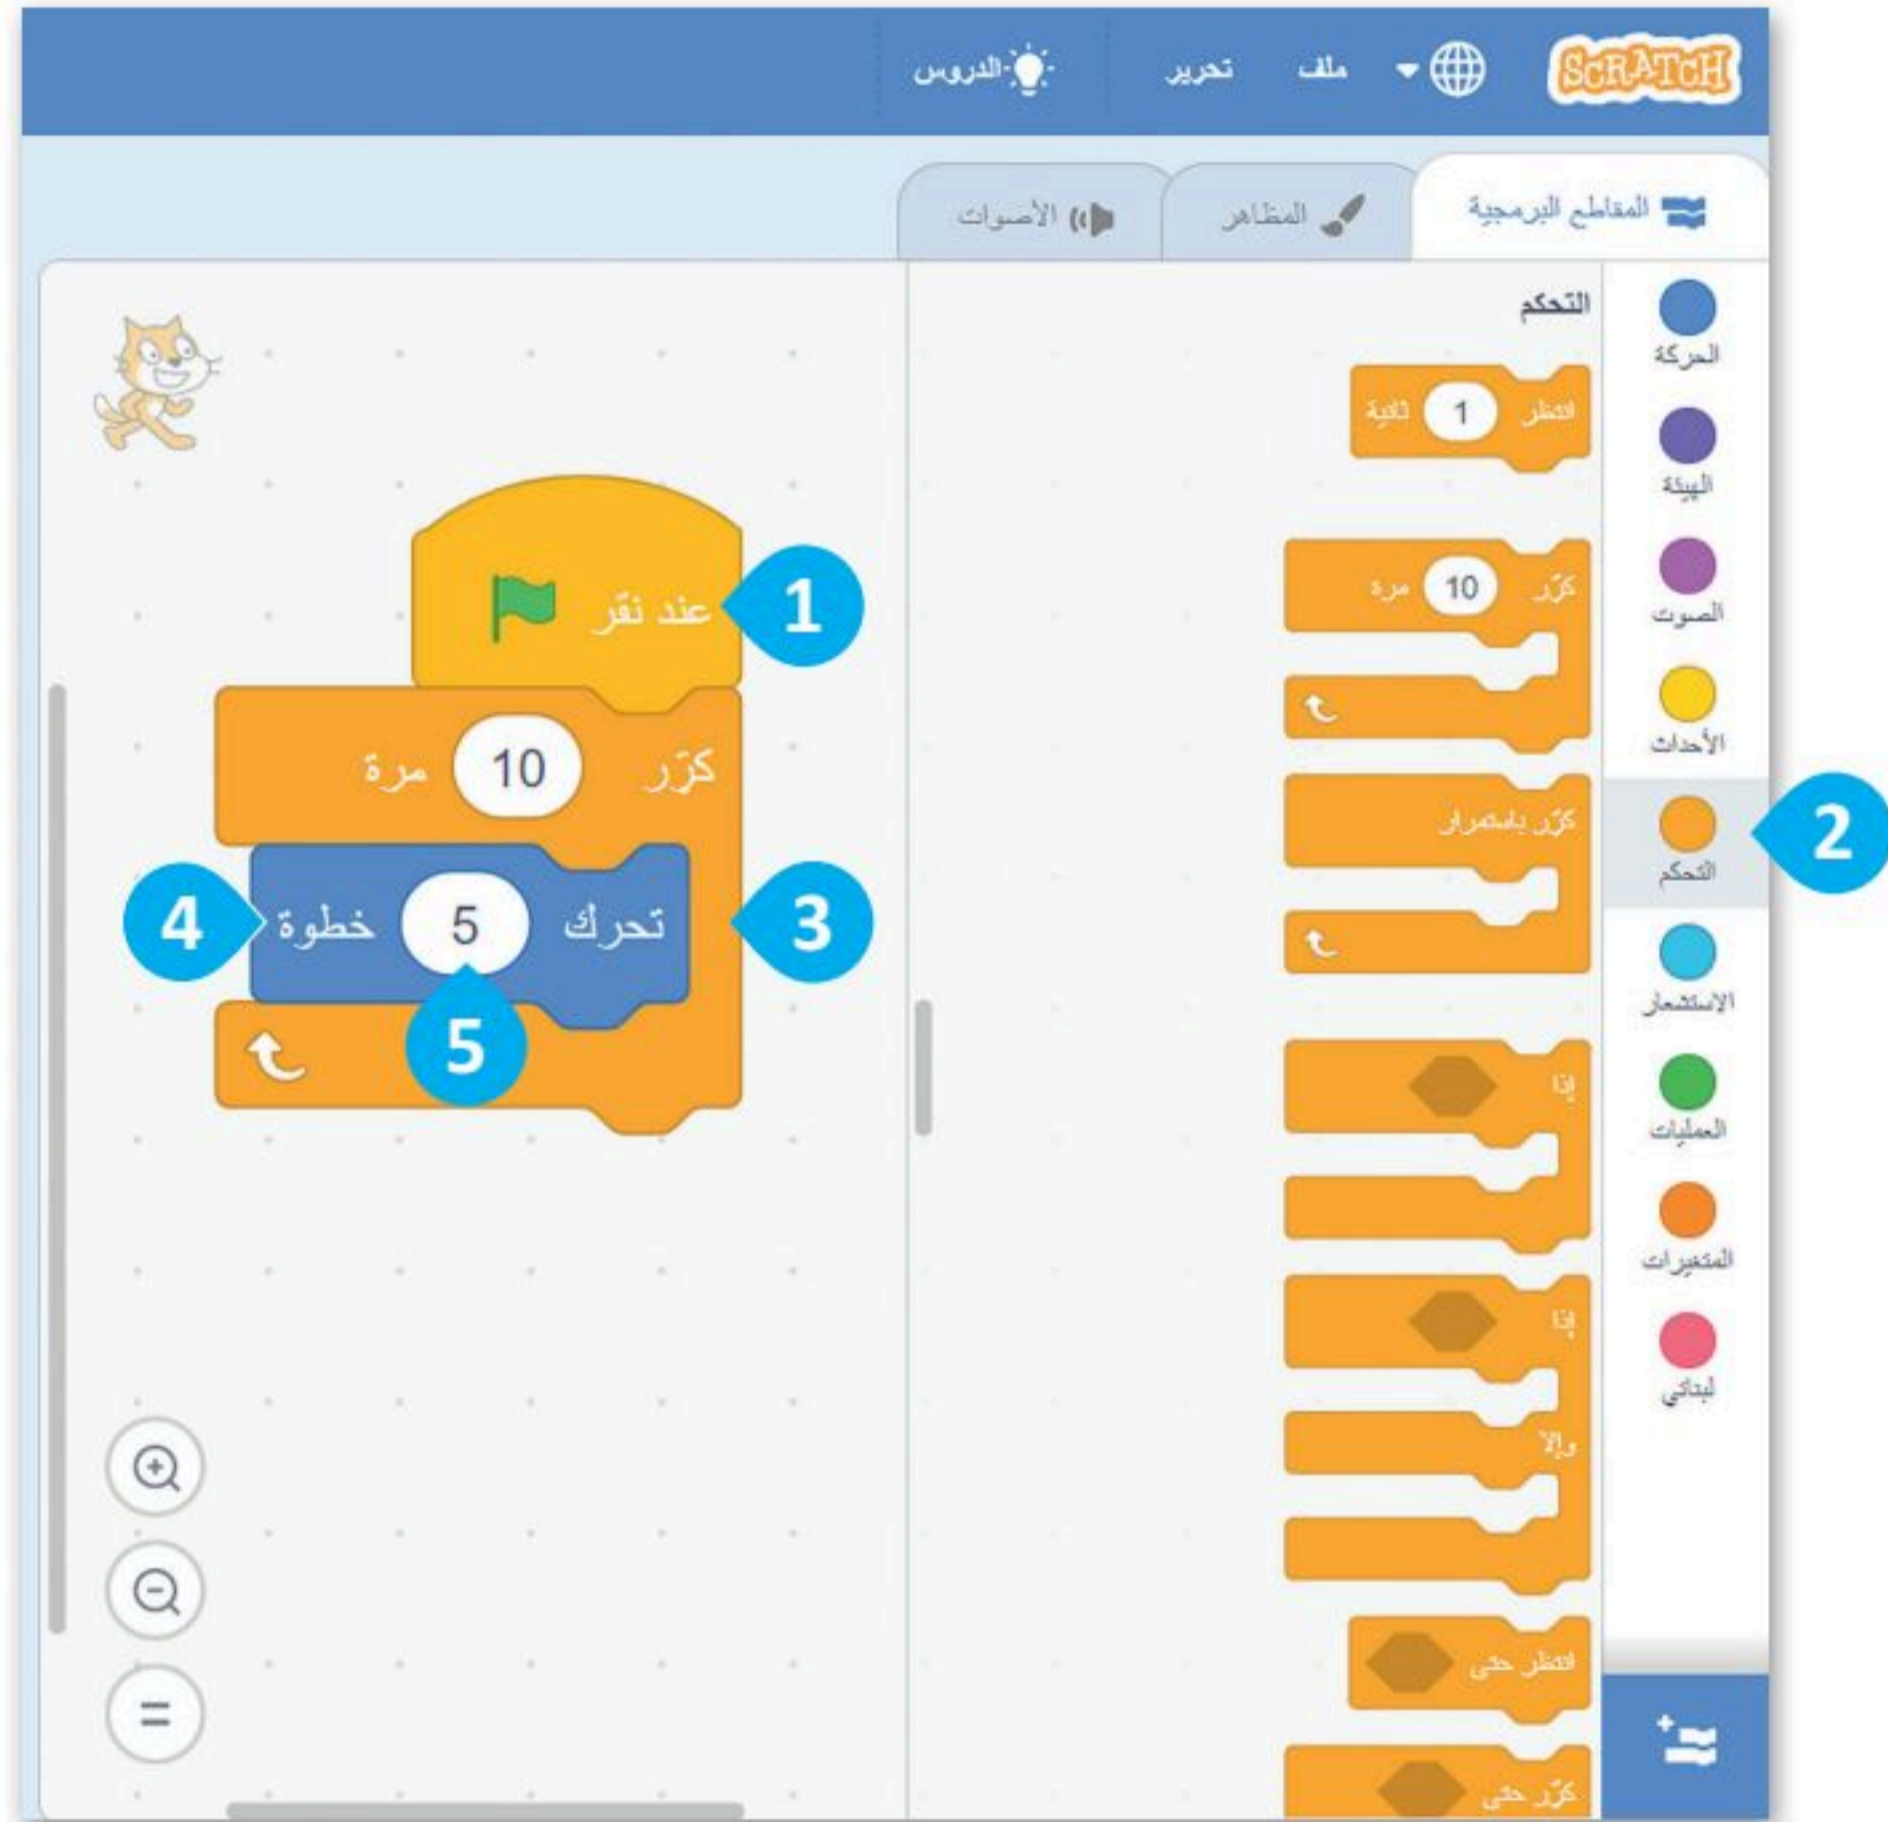 SCRATCH
ملف
تحرير
الدروس
المقاطع البرمجية
المظاهر
الأصوات
الحركة
الهيئة
الصوت
الأحداث
التحكم
2
الاستشعار
العمليات
المتغيرات
لبناتي
التحكم
انتظر 1 ثانية
كرّر 10 مرة
كرّر باستمرار
إذا
إذا
وإلا
انتظر حتى
كرّر حتى
عند نقر
1
كرّر 10 مرة
3
تحرك 5 خطوة
4
5